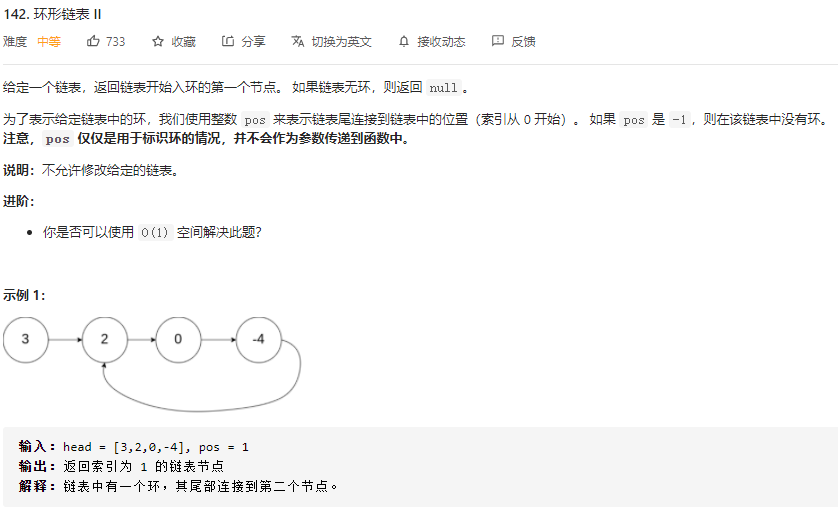 142. 环形链表 II
难度 中等 733 收藏 分享 切换为英文 接收动态 反馈
给定一个链表，返回链表开始入环的第一个节点。 如果链表无环，则返回 null。
为了表示给定链表中的环，我们使用整数 pos 来表示链表尾连接到链表中的位置（索引从 0 开始）。 如果 pos 是 -1，则在该链表中没有环。
注意，pos 仅仅是用于标识环的情况，并不会作为参数传递到函数中。
说明：不允许修改给定的链表。
进阶：
• 你是否可以使用 O(1) 空间解决此题？
示例 1：
3 2 0 -4
输入：head = [3,2,0,-4], pos = 1
输出：返回索引为 1 的链表节点
解释：链表中有一个环，其尾部连接到第二个节点。